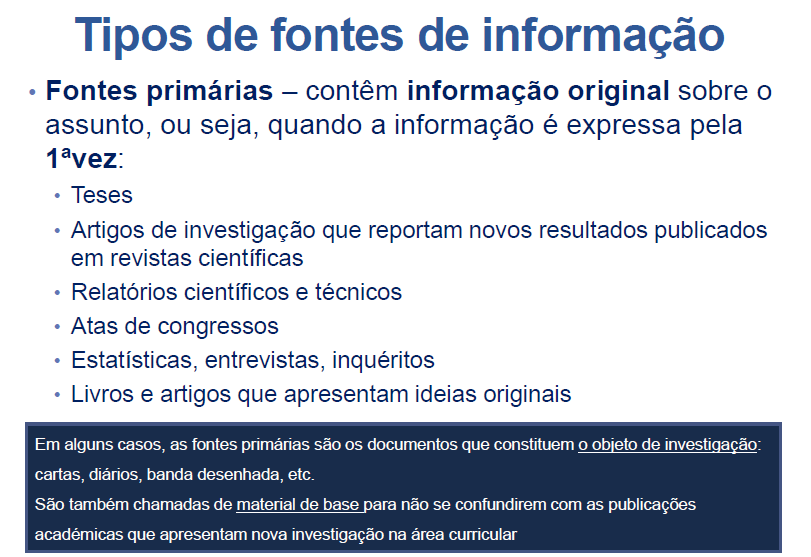 Tipos de fontes de informação
• Fontes primárias – contêm informação original sobre o
assunto, ou seja, quando a informação é expressa pela
1ªvez:
• Teses
• Artigos de investigação que reportam novos resultados publicados
em revistas científicas
• Relatórios científicos e técnicos
• Atas de congressos
• Estatísticas, entrevistas, inquéritos
• Livros e artigos que apresentam ideias originais
Em alguns casos, as fontes primárias são os documentos que constituem o objeto de investigação:
cartas, diários, banda desenhada, etc.
São também chamadas de material de base para não se confundirem com as publicações
académicas que apresentam nova investigação na área curricular